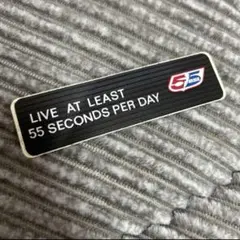 LIVE AT LEAST 55
55 SECONDS PER DAY